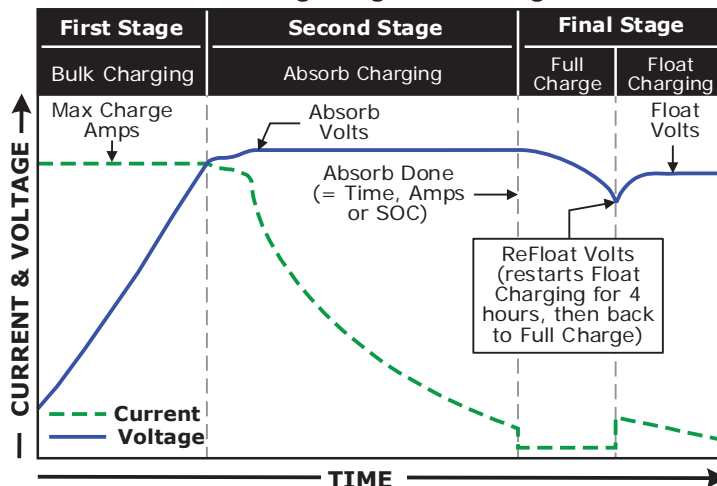 First Stage
Second Stage
Final Stage
Bulk Charging
Absorb Charging
Full
Charge
Float
Charging
Max Charge
Amps
Absorb
Volts
Float
Volts
Absorb Done
(= Time, Amps
or SOC)
ReFloat Volts
(restarts Float
Charging for 4
hours, then back
to Full Charge)
CURRENT & VOLTAGE
Current
Voltage
TIME